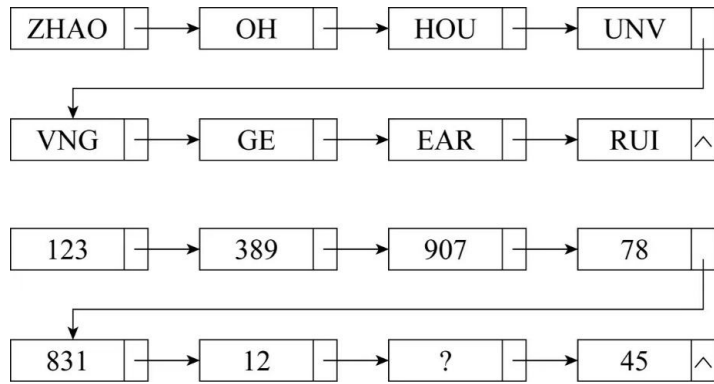 ZHAO OH HOU UNV
VNG GE EAR RUI ^
123 389 907 78
831 12 ? 45 ^